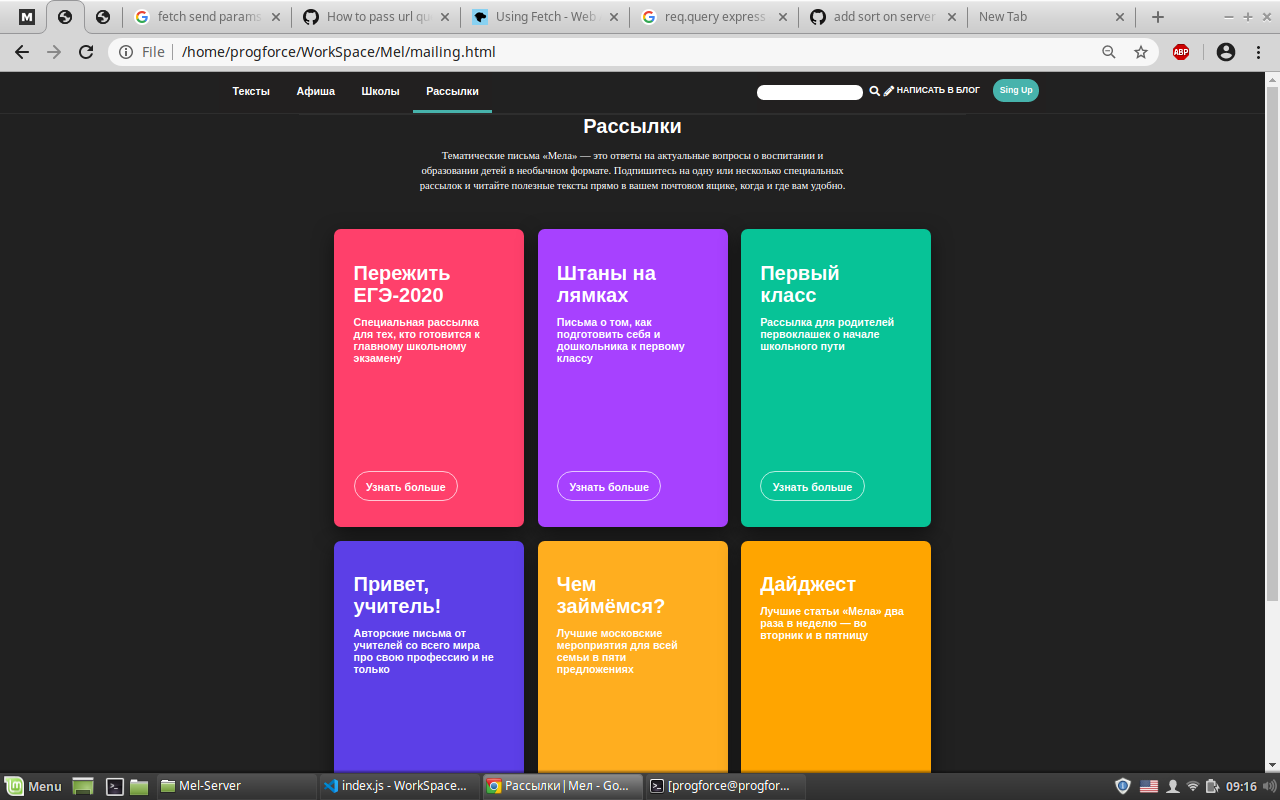 M
fetch send params
How to pass url qu
Using Fetch - Web
req.query express
add sort on server
New Tab
File
/home/progforce/WorkSpace/Mel/mailing.html
ABP
Тексты
Афиша
Школы
Рассылки
НАПИСАТЬ В БЛОГ
Sing Up
Рассылки
Тематические письма «Мела» — это ответы на актуальные вопросы о воспитании и
образовании детей в необычном формате. Подпишитесь на одну или несколько специальных
рассылок и читайте полезные тексты прямо в вашем почтовом ящике, когда и где вам удобно.
Пережить
ЕГЭ-2020
Специальная рассылка
для тех, кто готовится к
главному школьному
экзамену
Узнать больше
Штаны на
лямках
Письма о том, как
подготовить себя и
дошкольника к первому
классу
Узнать больше
Первый
класс
Рассылка для родителей
первоклашек о начале
школьного пути
Узнать больше
Привет,
учитель!
Авторские письма от
учителей со всего мира
про свою профессию и не
только
Чем
займёмся?
Лучшие московские
мероприятия для всей
семьи в пяти
предложениях
Дайджест
Лучшие статьи «Мела» два
раза в неделю — во
вторник и в пятницу
Menu
Mel-Server
index.js - WorkSpace...
Рассылки | Мел - Go...
[progforce@progfor...
09:16